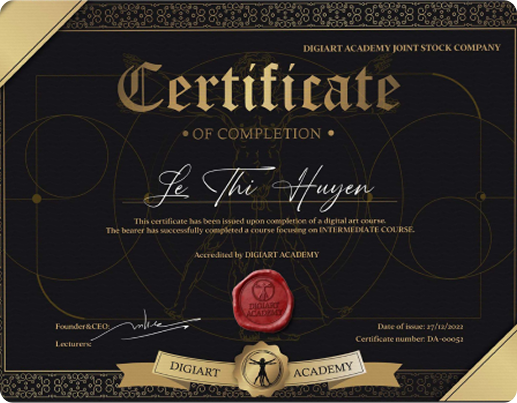 DIGIART ACADEMY JOINT STOCK COMPANY
Certificate
• OF COMPLETION •
Le Thi Huyen
This certificate has been issued upon completion of a digital art course.
The bearer has successfully completed a course focusing on INTERMEDIATE COURSE.
Accredited by DIGIART ACADEMY
DIGIART
ACADEMY
Founder&CEO:
Date of issue: 27/12/2022
Lecturers:
Certificate number: DA-00052
DIGIART ACADEMY